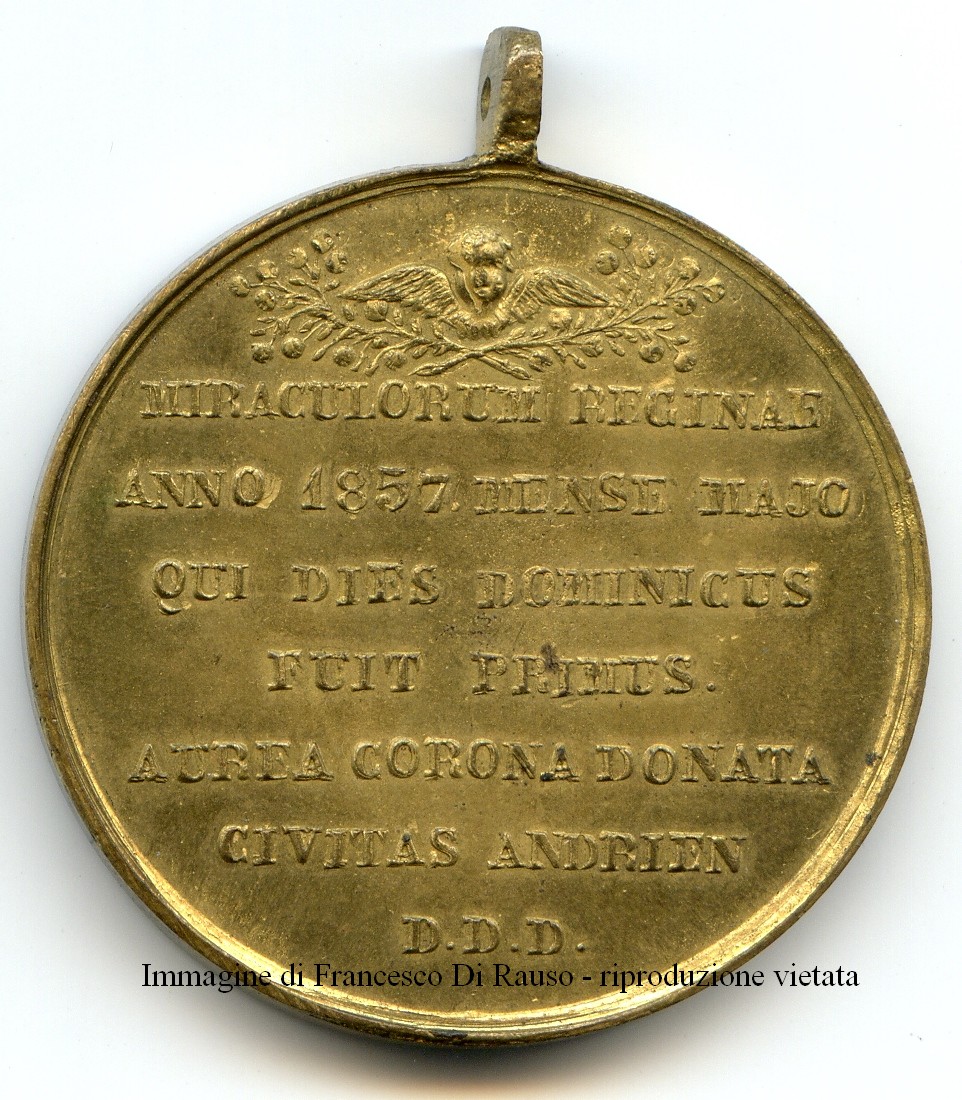 MIRACULORUM REGINAE
ANNO 1857. MENSE MAJO
QUI DIES DOMINICUS
FUIT PRIMUS.
AUREA CORONA DONATA
CIVITAS ANDRIEN
D.D.D.
Immagine di Francesco Di Rauso - riproduzione vietata